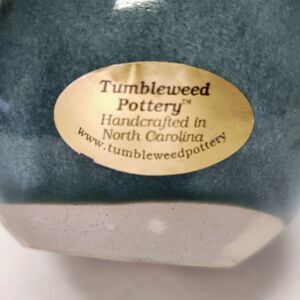 Tumbleweed
Pottery™
Handcrafted in
North Carolina
www.tumbleweedpottery